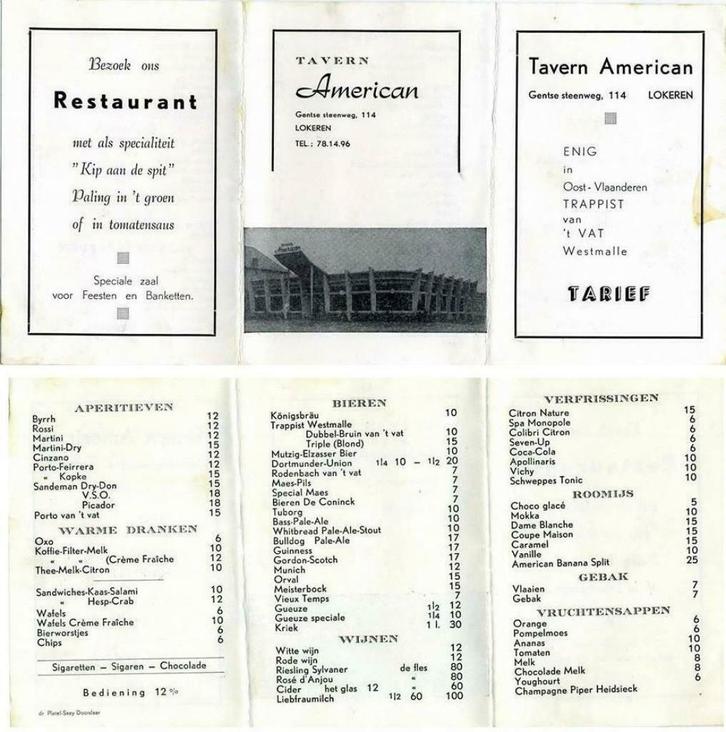 Bezoek ons
Restaurant
met als specialiteit
"Kip aan de spit"
Paling in 't groen
of in tomatensaus
Speciale zaal
voor Feesten en Banketten.
TAVERN
American
Gentse steenweg, 114
LOKEREN
TEL : 78.14.96
Tavern American
Gentse steenweg, 114 LOKEREN
ENIG
in
Oost-Vlaanderen
TRAPPIST
van
't VAT
Westmalle
TARIEF
APERITIEVEN
Byrrh 12
Rossi 12
Martini 12
Martini-Dry 15
Cinzano 12
Porto-Feirrera 12
" Kopke 15
Sandeman Dry-Don 15
V.S.O. 18
Picador 18
Porto van 't vat 15
WARME DRANKEN
Oxo 6
Koffie-Filter-Melk 10
" " (Crème Fraîche 12
Thee-Melk-Citron 10
Sandwiches-Kaas-Salami 10
" Hesp-Crab 12
Wafels 6
Wafels Crème Fraîche 10
Bierworstjes 6
Chips 6
Sigaretten — Sigaren — Chocolade
Bediening 12 %
dr Platel-Saey Doorslaer
BIEREN
Königsbräu 10
Trappist Westmalle
Dubbel-Bruin van 't vat 10
Triple (Blond) 15
Mutzig-Elzasser Bier 10
Dortmunder-Union 1/4 10 — 1/2 20
Rodenbach van 't vat 7
Maes-Pils 7
Special Maes 7
Bieren De Coninck 7
Tuborg 10
Bass-Pale-Ale 10
Whitbread Pale-Ale-Stout 10
Bulldog Pale-Ale 17
Guinness 17
Gordon-Scotch 17
Munich 12
Orval 15
Meisterbock 15
Vieux Temps 7
Gueuze 1/2 12
Gueuze speciale 1/4 10
Kriek 1 l. 30
WIJNEN
Witte wijn 12
Rode wijn 12
Riesling Sylvaner de fles 80
Rosé d'Anjou " 80
Cider het glas 12 " 60
Liebfraumilch 1/2 60 100
VERFRISSINGEN
Citron Nature 15
Spa Monopole 6
Colibri Citron 6
Seven-Up 6
Coca-Cola 6
Apollinaris 10
Vichy 10
Schweppes Tonic 10
ROOMIJS
Choco glacé 5
Mokka 10
Dame Blanche 15
Coupe Maison 15
Caramel 15
Vanille 10
American Banana Split 25
GEBAK
Vlaaien 7
Gebak 7
VRUCHTENSAPPEN
Orange 6
Pompelmoes 6
Ananas 10
Tomaten 10
Melk 8
Chocolade Melk 8
Youghourt 6
Champagne Piper Heidsieck